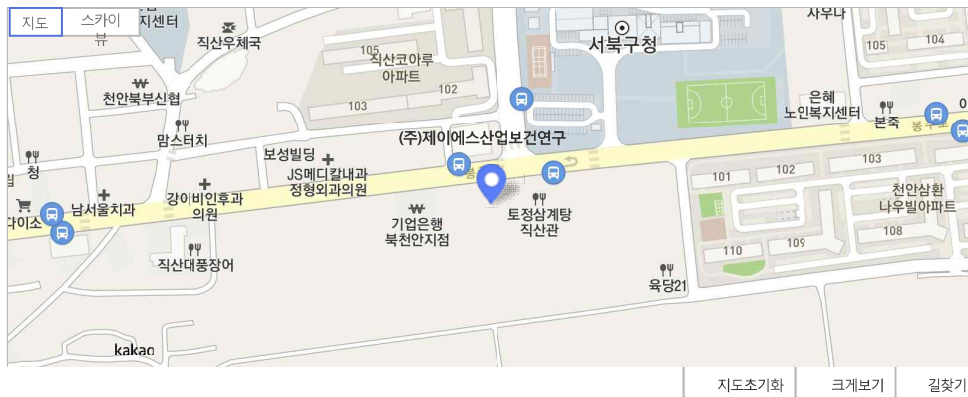 지도
스카이
뷰
지센터
직산우체국
서북구청
사우나
105
직산코아루
아파트
102
103
105
104
천안북부신협
맘스터치
(주)제이에스산업보건연구
은혜
노인복지센터
본죽
보성빌딩
JS메디칼내과
정형외과의원
청
남서울치과
강이비인후과
의원
다이소
기업은행
북천안지점
토정삼계탕
직산관
101
102
103
천안삼환
나우빌아파트
108
109
110
직산대풍장어
육당21
kakao
지도초기화
크게보기
길찾기